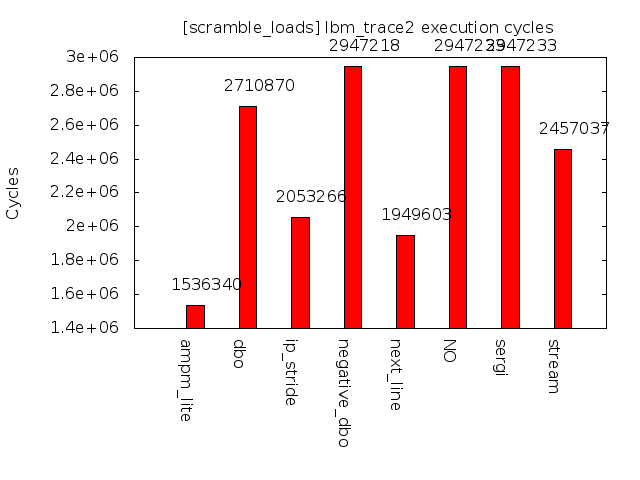 [scramble_loads] lbm_trace2 execution cycles
Cycles
3e+06
2.8e+06
2.6e+06
2.4e+06
2.2e+06
2e+06
1.8e+06
1.6e+06
1.4e+06
1536340
2710870
2053266
2947218
1949603
2947233
2457037
ampm_lite
dbo
ip_stride
negative_dbo
next_line
NO
sergi
stream